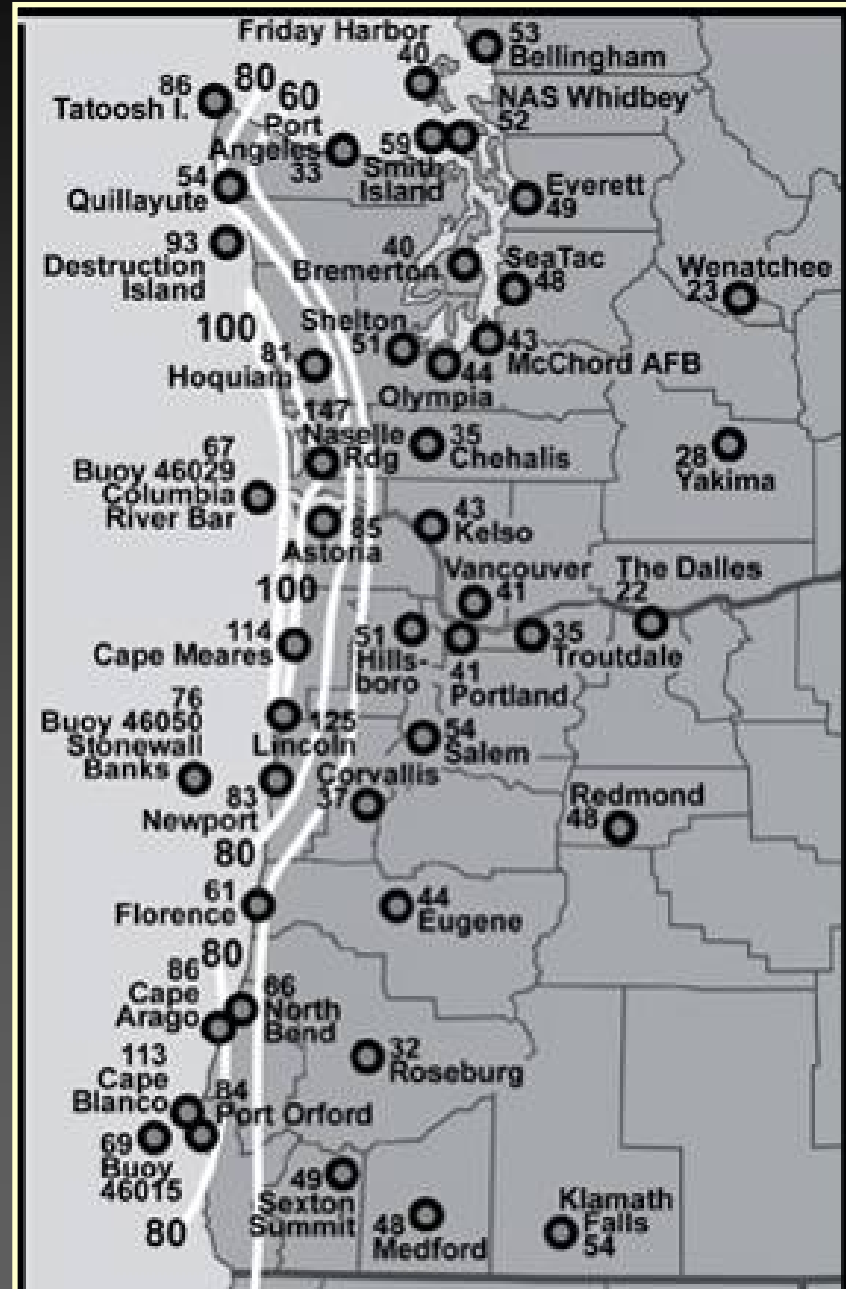 Friday Harbor
40
53
Bellingham
86
Tatoosh I.
80
60
NAS Whidbey
52
Port
Angeles
33
59
Smith
Island
54
Quillayute
Everett
49
93
Destruction
Island
40
Bremerton
SeaTac
48
Wenatchee
23
100
Shelton
51
43
McChord AFB
81
Hoquiam
44
Olympia
147
Naselle
Rdg
35
Chehalis
28
Yakima
67
Buoy 46029
Columbia
River Bar
85
Astoria
43
Kelso
Vancouver
41
The Dalles
22
100
114
Cape Meares
51
Hills-
boro
41
Portland
35
Troutdale
76
Buoy 46050
Stonewall
Banks
125
Lincoln
54
Salem
83
Newport
Corvallis
37
Redmond
48
80
61
Florence
44
Eugene
80
86
Cape
Arago
North
Bend
32
Roseburg
113
Cape
Blanco
84
Port Orford
69
Buoy
46015
49
Sexton
Summit
48
Medford
Klamath
Falls
54
80